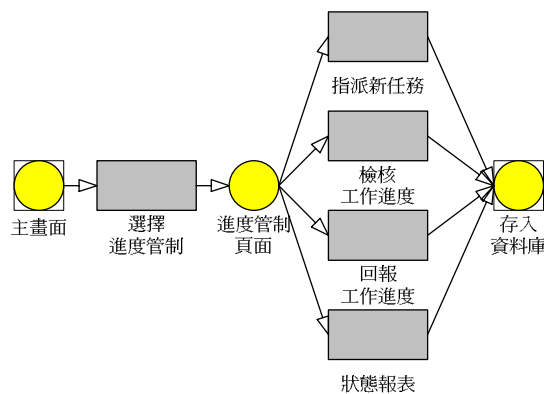 指派新任務
檢核
工作進度
主畫面
選擇
進度管制
進度管制
頁面
存入
資料庫
回報
工作進度
狀態報表